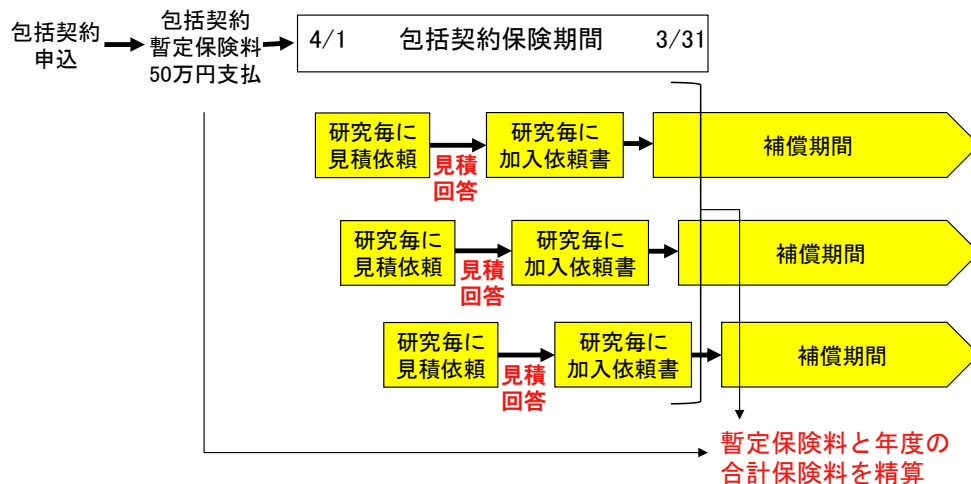 包括契約
申込
包括契約
暫定保険料
50万円支払
4/1 包括契約保険期間 3/31
研究毎に
見積依頼
見積
回答
研究毎に
加入依頼書
補償期間
研究毎に
見積依頼
見積
回答
研究毎に
加入依頼書
補償期間
研究毎に
見積依頼
見積
回答
研究毎に
加入依頼書
補償期間
暫定保険料と年度の
合計保険料を精算